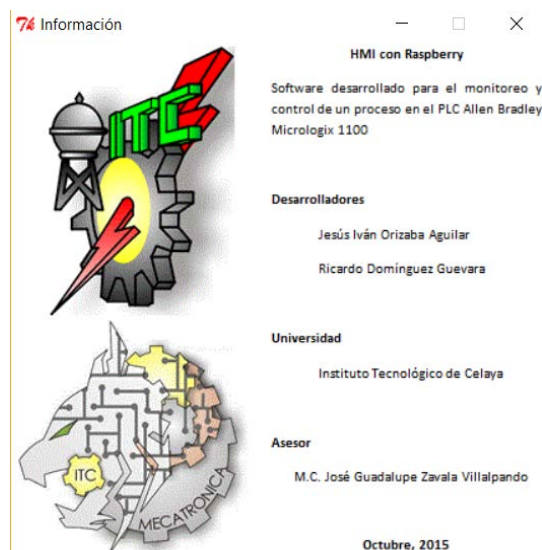 Información
HMI con Raspberry
Software desarrollado para el monitoreo y
control de un proceso en el PLC Allen Bradley
Micrologix 1100
Desarrolladores
Jesús Iván Orizaba Aguilar
Ricardo Domínguez Guevara
Universidad
Instituto Tecnológico de Celaya
Asesor
M.C. José Guadalupe Zavala Villalpando
Octubre, 2015
ITC
ITC
MECATRONICA